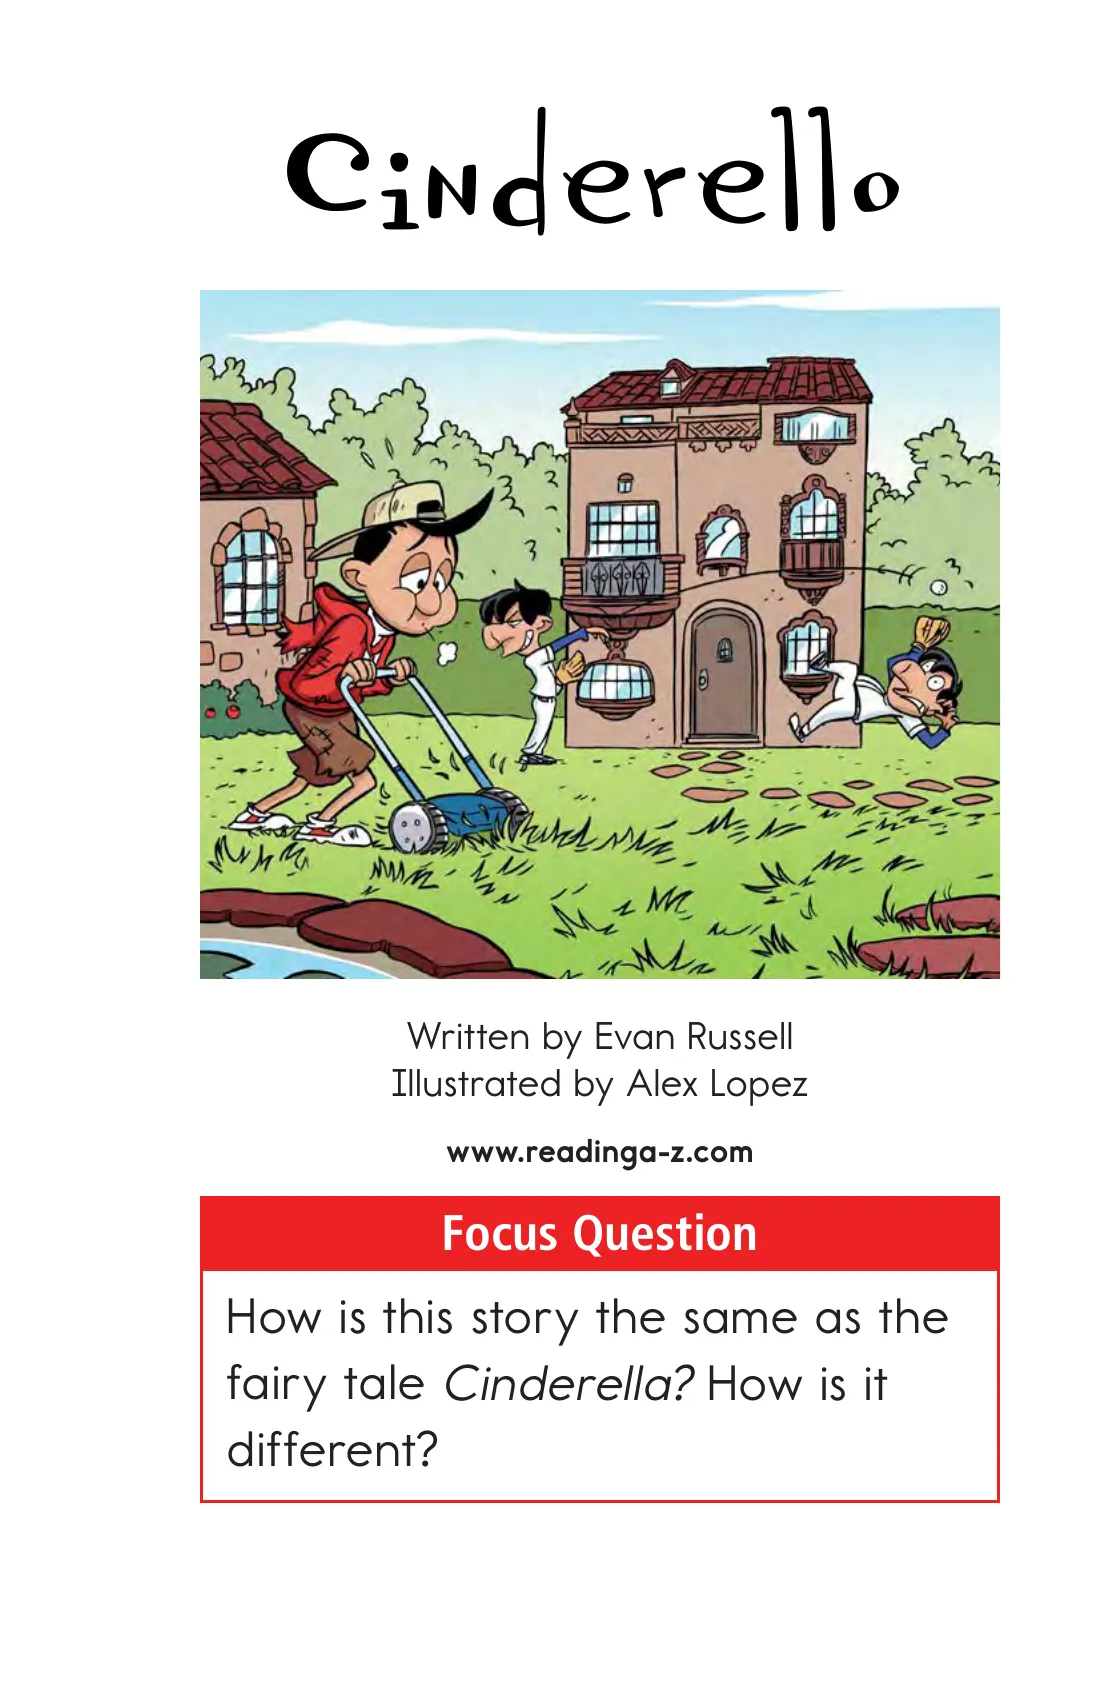 Cinderello
Written by Evan Russell
Illustrated by Alex Lopez
www.readinga-z.com
Focus Question
How is this story the same as the
fairy tale Cinderella? How is it
different?